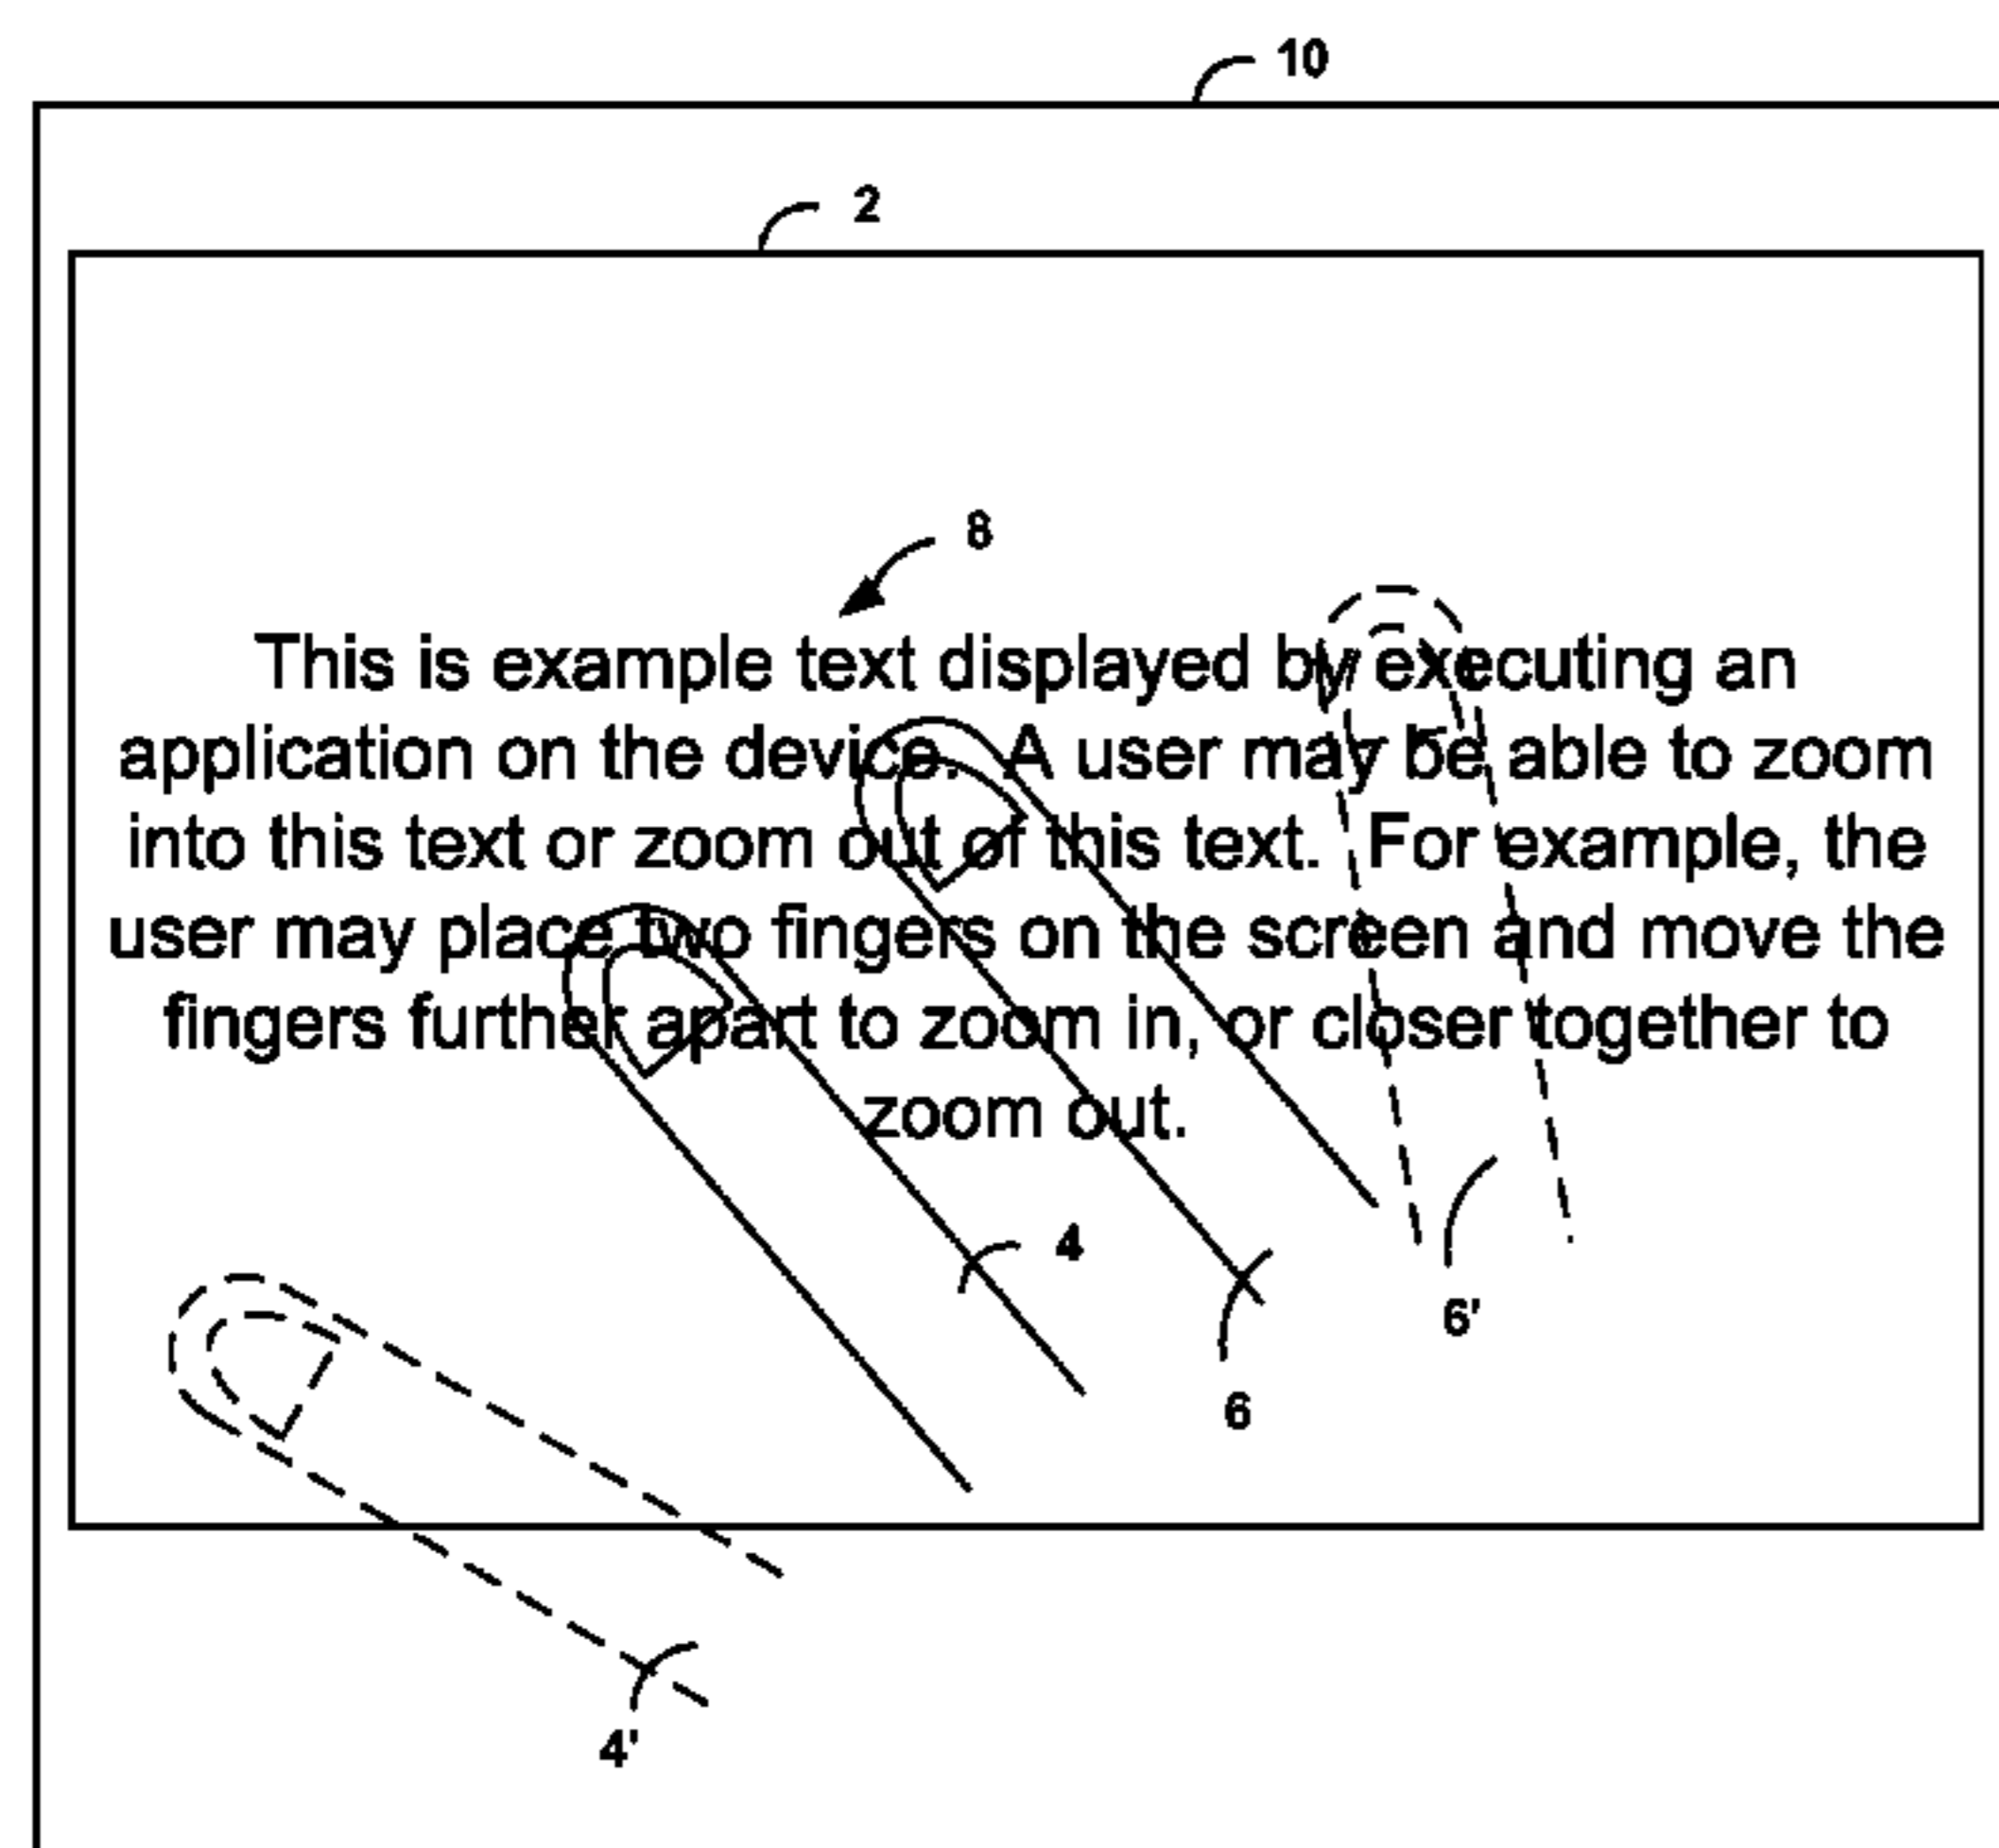 10
2
8
This is example text displayed by executing an
application on the device.  A user may be able to zoom
into this text or zoom out of this text.  For example, the
user may place two fingers on the screen and move the
fingers further apart to zoom in, or closer together to
zoom out.
4
6'
6
4'